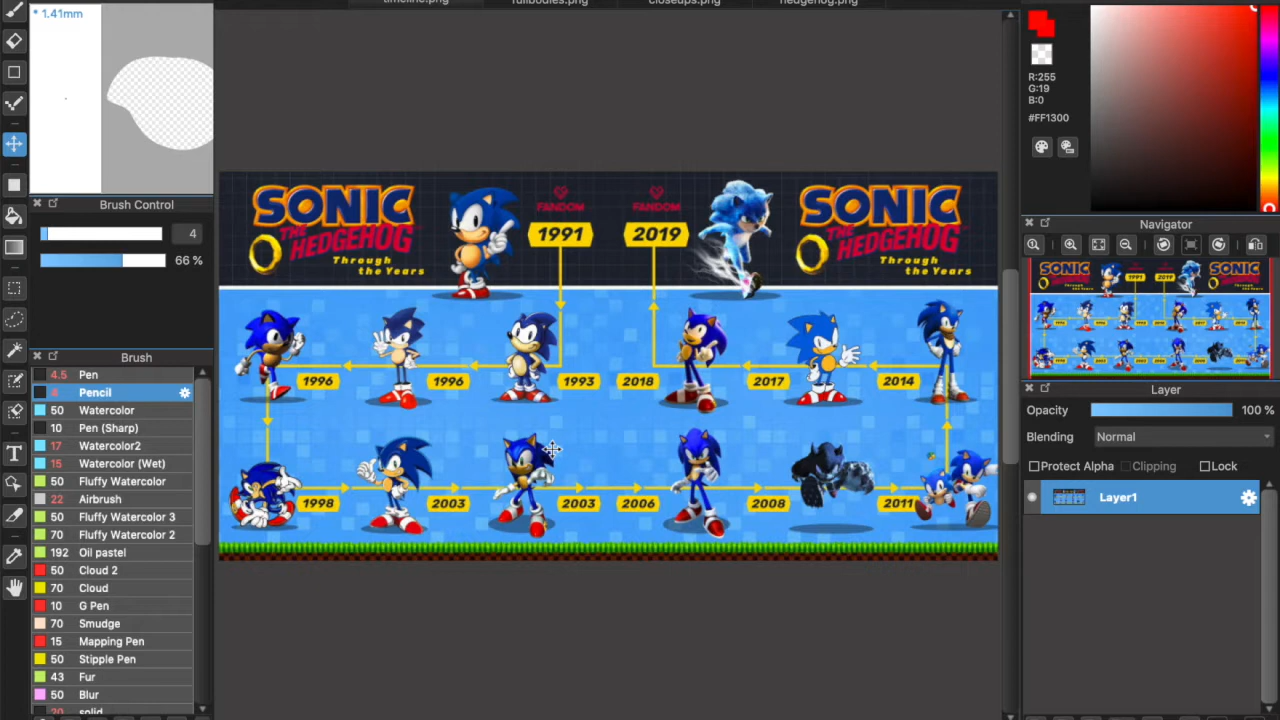 timeline.png
fullbodies.png
closeups.png
hedgehog.png
* 1.41mm
Brush Control
4
66 %
Brush
4.5 Pen
4 Pencil
50 Watercolor
10 Pen (Sharp)
17 Watercolor2
15 Watercolor (Wet)
50 Fluffy Watercolor
22 Airbrush
50 Fluffy Watercolor 3
70 Fluffy Watercolor 2
192 Oil pastel
50 Cloud 2
70 Cloud
10 G Pen
70 Smudge
15 Mapping Pen
50 Stipple Pen
43 Fur
50 Blur
20 solid
SONIC
THE HEDGEHOG
Through
the Years
FANDOM
1991
FANDOM
2019
SONIC
THE HEDGEHOG
Through
the Years
1996
1996
1993
2018
2017
2014
1998
2003
2003
2006
2008
2011
R:255
G:19
B:0
#FF1300
Navigator
Layer
Opacity 100 %
Blending Normal
Protect Alpha Clipping Lock
Layer1